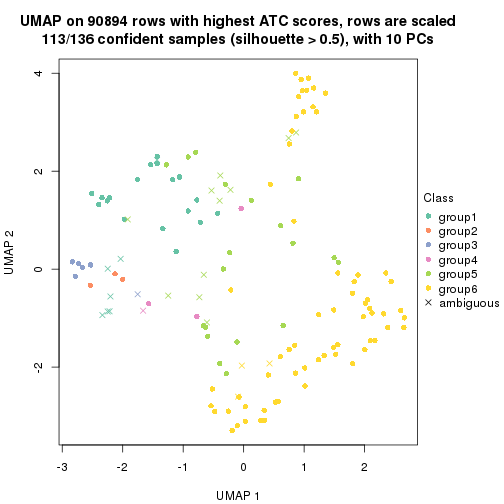 UMAP on 90894 rows with highest ATC scores, rows are scaled
113/136 confident samples (silhouette > 0.5), with 10 PCs
4
2
0
-2
UMAP 2
-3
-2
-1
0
1
2
UMAP 1
Class
group1
group2
group3
group4
group5
group6
ambiguous